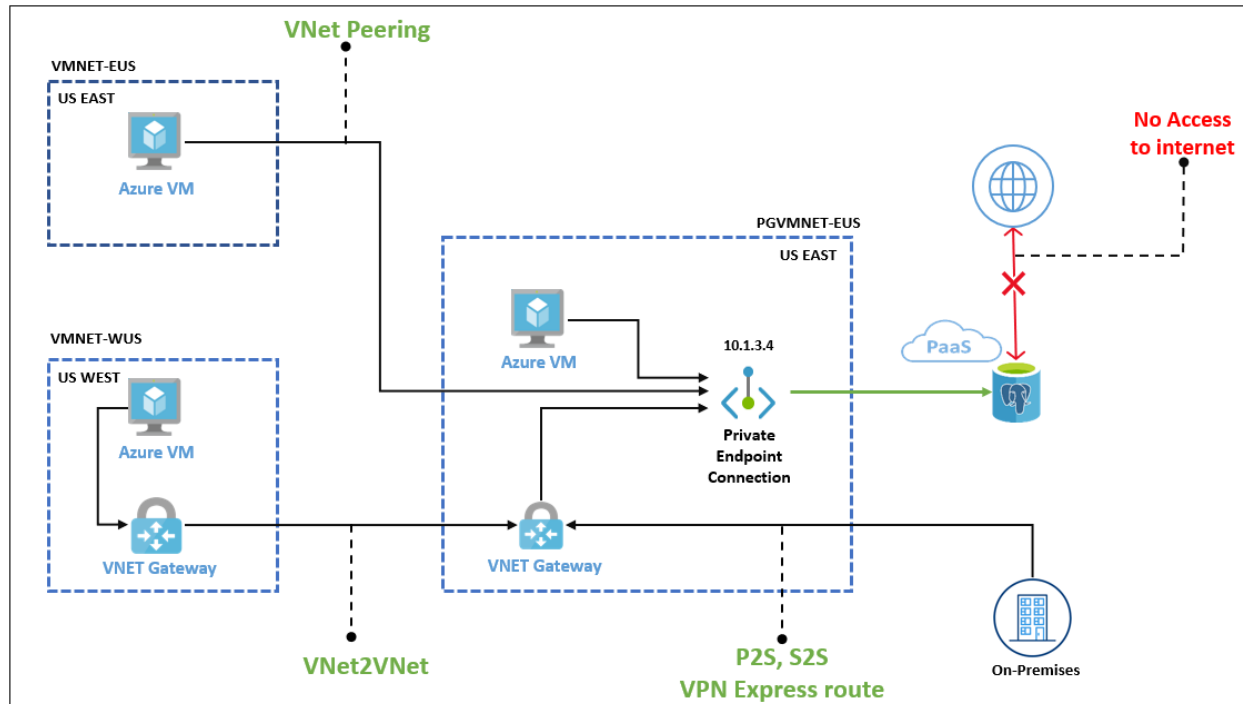 VNet Peering
VMNET-EUS
US EAST
Azure VM
No Access
to internet
PGVMNET-EUS
US EAST
Azure VM
10.1.3.4
Private
Endpoint
Connection
PaaS
VMNET-WUS
US WEST
Azure VM
VNET Gateway
VNET Gateway
VNet2VNet
P2S, S2S
VPN Express route
On-Premises